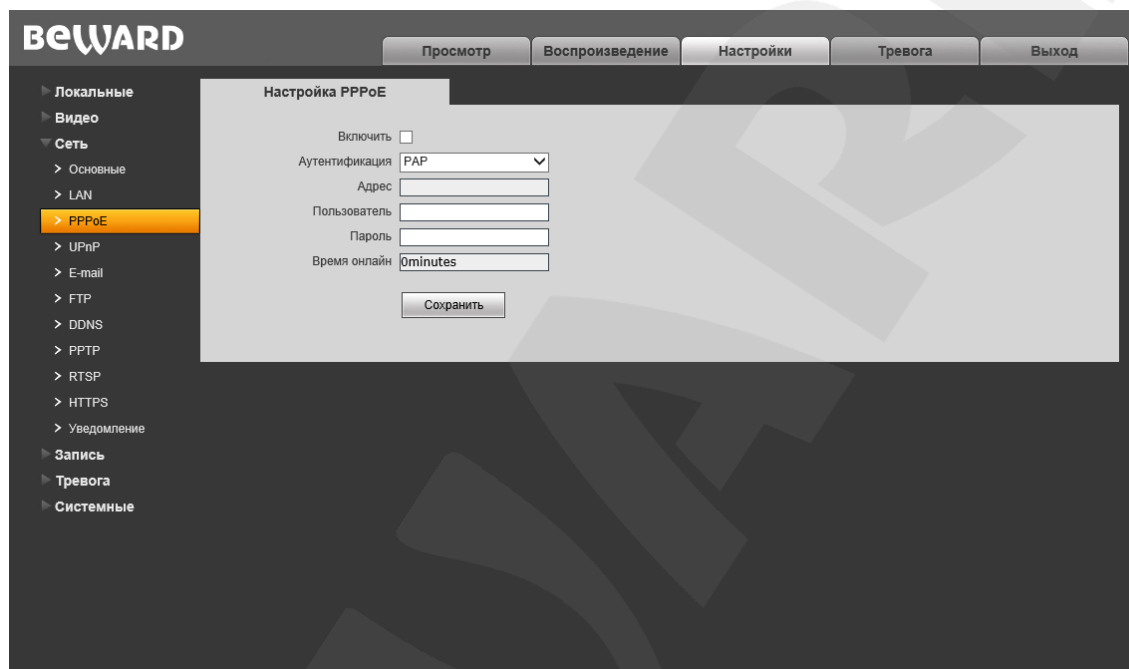 BEWARD
Просмотр Воспроизведение Настройки Тревога Выход
Локальные
Видео
Сеть
> Основные
> LAN
> PPPoE
> UPnP
> E-mail
> FTP
> DDNS
> PPTP
> RTSP
> HTTPS
> Уведомление
Запись
Тревога
Системные
Настройка PPPoE
Включить
Аутентификация PAP
Адрес
Пользователь
Пароль
Время онлайн 0minutes
Сохранить